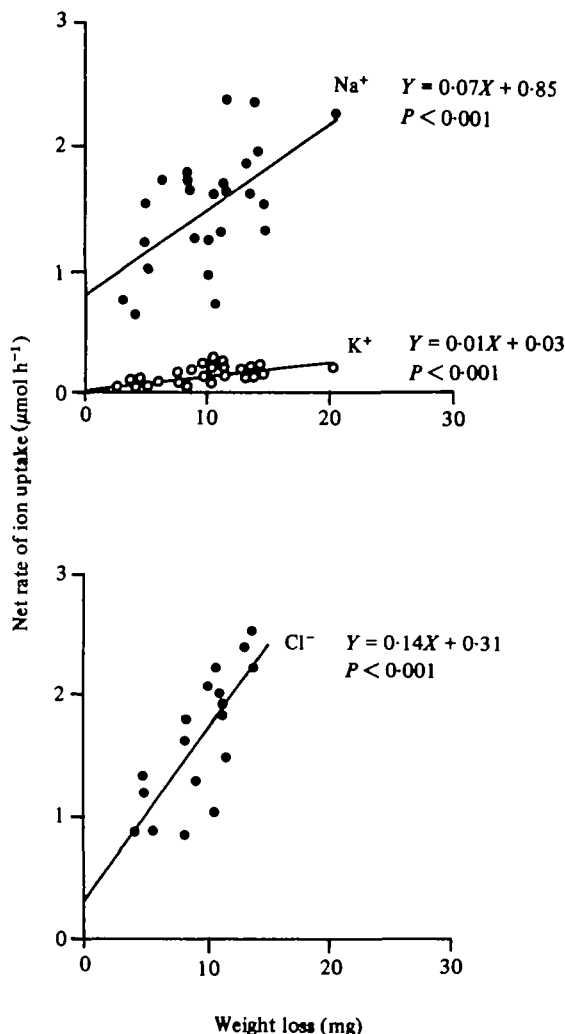 3
Na⁺ Y = 0·07X + 0·85
P < 0·001
2
1
K⁺ Y = 0·01X + 0·03
P < 0·001
0
0 10 20 30
Net rate of ion uptake (μmol h⁻¹)
3
Cl⁻ Y = 0·14X + 0·31
P < 0·001
2
1
0
0 10 20 30
Weight loss (mg)